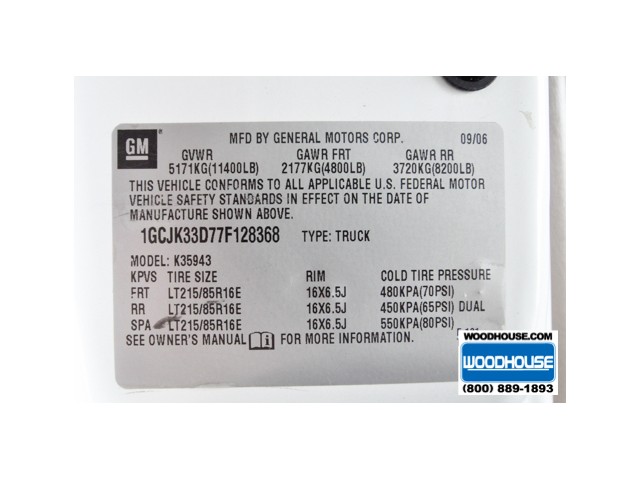 GM
MFD BY GENERAL MOTORS CORP. 09/06
GVWR GAWR FRT GAWR RR
5171KG(11400LB) 2177KG(4800LB) 3720KG(8200LB)
THIS VEHICLE CONFORMS TO ALL APPLICABLE U.S. FEDERAL MOTOR
VEHICLE SAFETY STANDARDS IN EFFECT ON THE DATE OF
MANUFACTURE SHOWN ABOVE.
1GCJK33D77F128368 TYPE: TRUCK
MODEL: K35943
KPVS TIRE SIZE RIM COLD TIRE PRESSURE
FRT LT215/85R16E 16X6.5J 480KPA(70PSI)
RR LT215/85R16E 16X6.5J 450KPA(65PSI) DUAL
SPA LT215/85R16E 16X6.5J 550KPA(80PSI)
SEE OWNER'S MANUAL i FOR MORE INFORMATION.
WOODHOUSE.COM
WOODHOUSE
(800) 889-1893